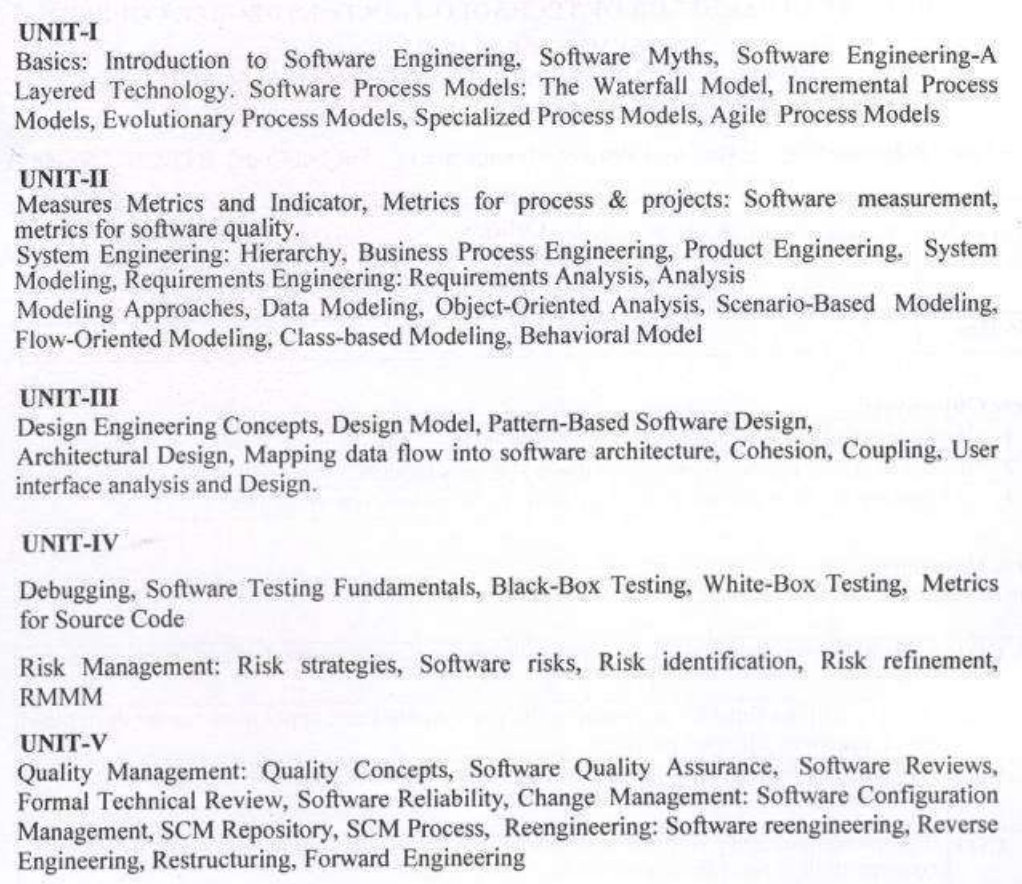 UNIT-I
Basics: Introduction to Software Engineering, Software Myths, Software Engineering-A
Layered Technology. Software Process Models: The Waterfall Model, Incremental Process
Models, Evolutionary Process Models, Specialized Process Models, Agile Process Models
UNIT-II
Measures Metrics and Indicator, Metrics for process & projects: Software measurement,
metrics for software quality.
System Engineering: Hierarchy, Business Process Engineering, Product Engineering, System
Modeling, Requirements Engineering: Requirements Analysis, Analysis
Modeling Approaches, Data Modeling, Object-Oriented Analysis, Scenario-Based Modeling,
Flow-Oriented Modeling, Class-based Modeling, Behavioral Model
UNIT-III
Design Engineering Concepts, Design Model, Pattern-Based Software Design,
Architectural Design, Mapping data flow into software architecture, Cohesion, Coupling, User
interface analysis and Design.
UNIT-IV
Debugging, Software Testing Fundamentals, Black-Box Testing, White-Box Testing, Metrics
for Source Code
Risk Management: Risk strategies, Software risks, Risk identification, Risk refinement,
RMMM
UNIT-V
Quality Management: Quality Concepts, Software Quality Assurance, Software Reviews,
Formal Technical Review, Software Reliability, Change Management: Software Configuration
Management, SCM Repository, SCM Process, Reengineering: Software reengineering, Reverse
Engineering, Restructuring, Forward Engineering